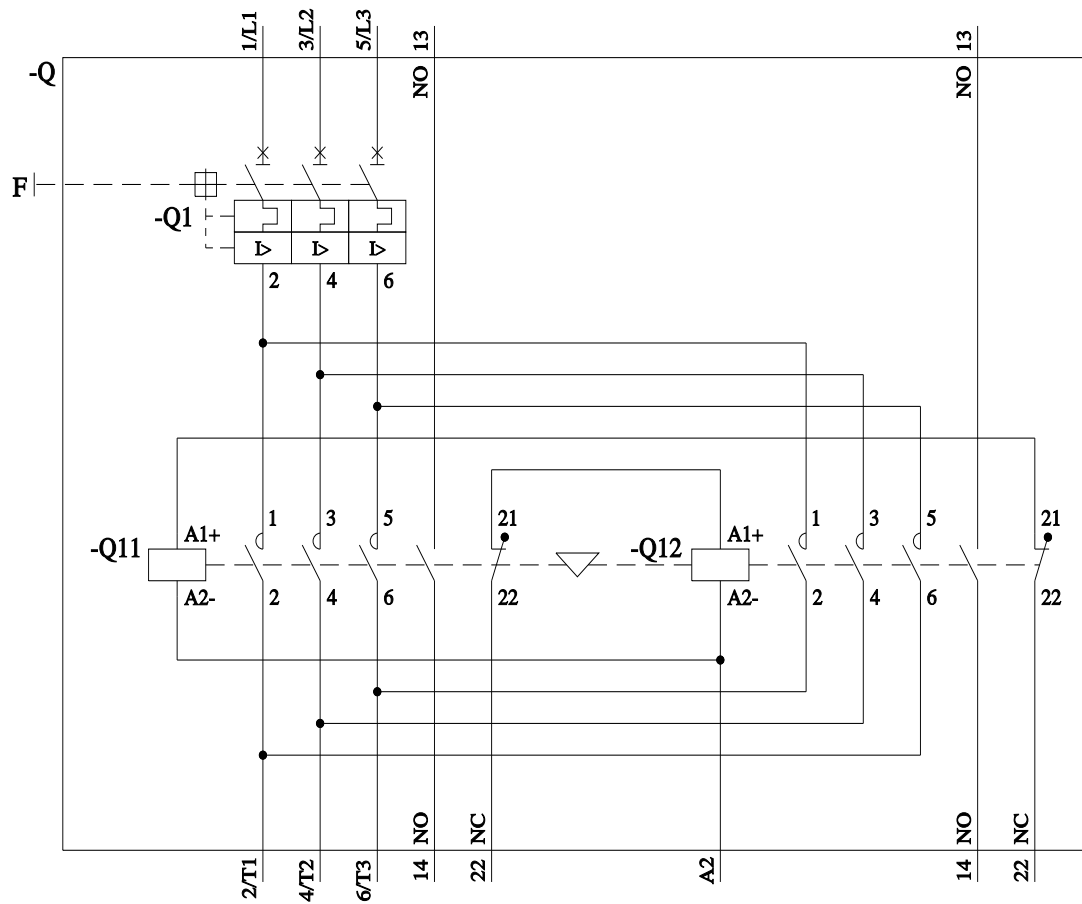 1/L1 3/L2 5/L3 13 13
-Q NO NO
F
-Q1
I> I> I>
2 4 6
1 3 5 21 1 3 5 21
A1+ A1+
-Q11 -Q12
A2- 2 4 6 22 A2- 2 4 6 22
NO NC NO NC
2/T1 4/T2 6/T3 14 22 A2 14 22